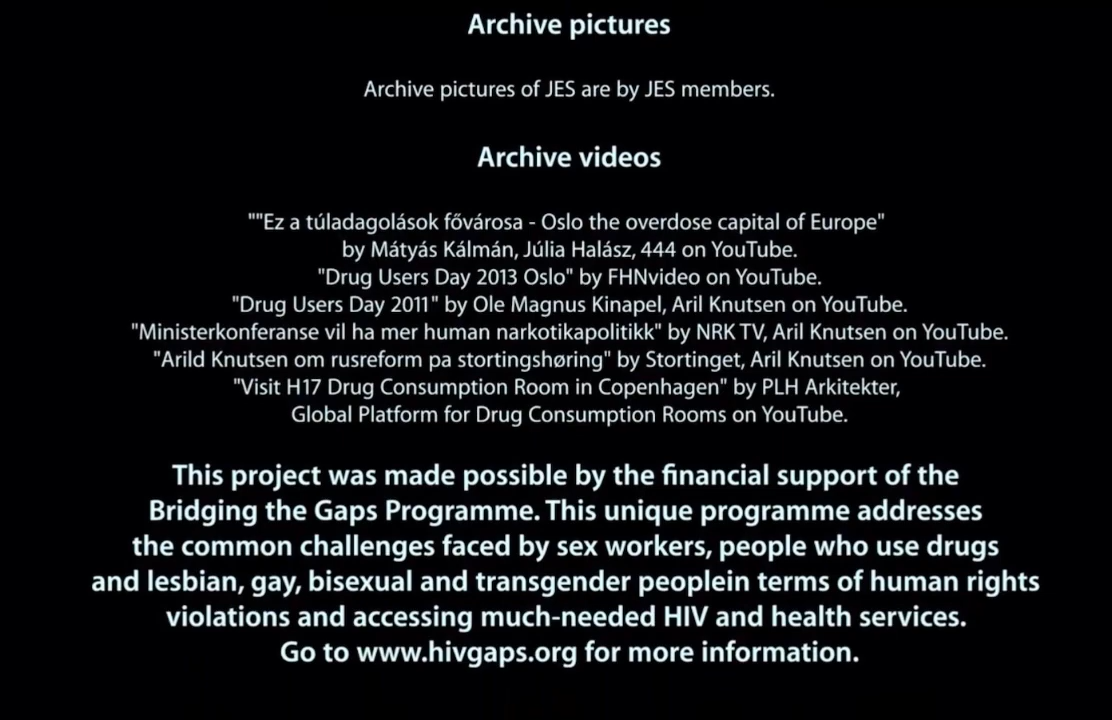 Archive pictures
Archive pictures of JES are by JES members.
Archive videos
""Ez a túladagolások fővárosa - Oslo the overdose capital of Europe"
by Mátyás Kálmán, Júlia Halász, 444 on YouTube.
"Drug Users Day 2013 Oslo" by FHNvideo on YouTube.
"Drug Users Day 2011" by Ole Magnus Kinapel, Aril Knutsen on YouTube.
"Ministerkonferanse vil ha mer human narkotikapolitikk" by NRK TV, Aril Knutsen on YouTube.
"Arild Knutsen om rusreform pa stortingshøring" by Stortinget, Aril Knutsen on YouTube.
"Visit H17 Drug Consumption Room in Copenhagen" by PLH Arkitekter,
Global Platform for Drug Consumption Rooms on YouTube.
This project was made possible by the financial support of the
Bridging the Gaps Programme. This unique programme addresses
the common challenges faced by sex workers, people who use drugs
and lesbian, gay, bisexual and transgender peoplein terms of human rights
violations and accessing much-needed HIV and health services.
Go to www.hivgaps.org for more information.